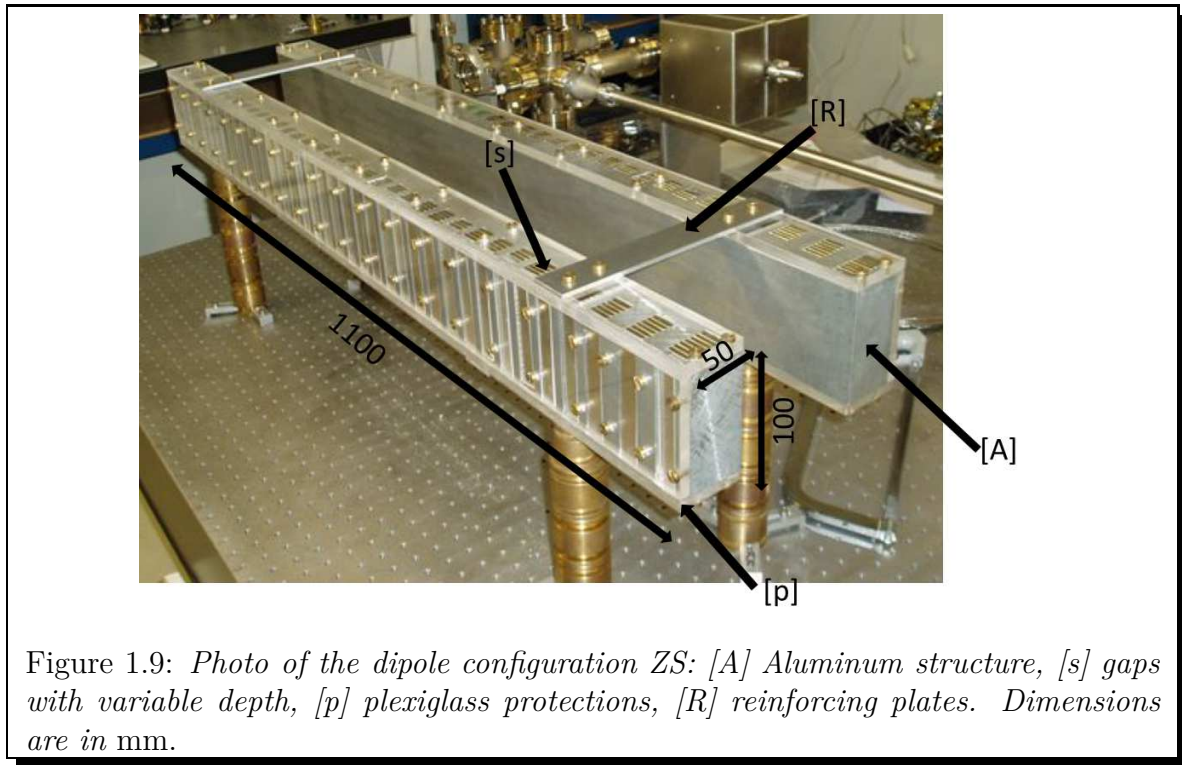 [R]
[s]
1100
50
100
[A]
[p]
Figure 1.9: Photo of the dipole configuration ZS: [A] Aluminum structure, [s] gaps
with variable depth, [p] plexiglass protections, [R] reinforcing plates. Dimensions
are in mm.